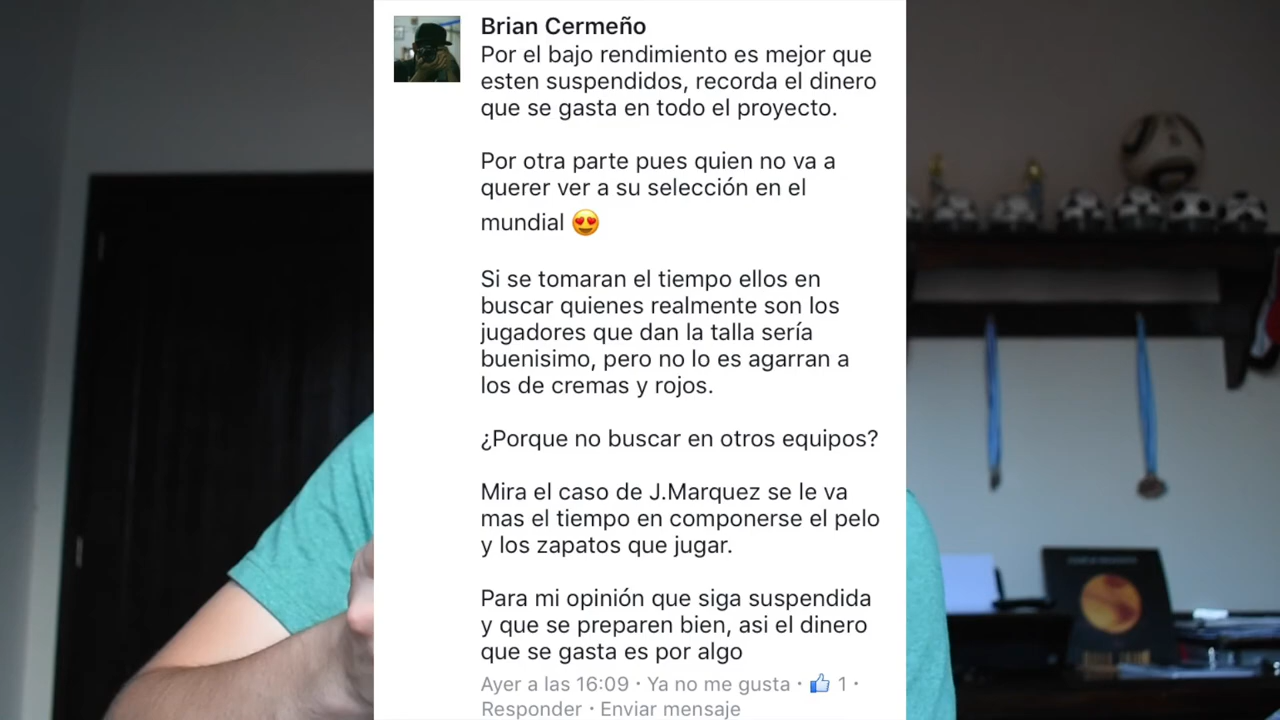 Brian Cermeño
Por el bajo rendimiento es mejor que
esten suspendidos, recorda el dinero
que se gasta en todo el proyecto.
Por otra parte pues quien no va a
querer ver a su selección en el
mundial 😍
Si se tomaran el tiempo ellos en
buscar quienes realmente son los
jugadores que dan la talla sería
buenisimo, pero no lo es agarran a
los de cremas y rojos.
¿Porque no buscar en otros equipos?
Mira el caso de J.Marquez se le va
mas el tiempo en componerse el pelo
y los zapatos que jugar.
Para mi opinión que siga suspendida
y que se preparen bien, asi el dinero
que se gasta es por algo
Ayer a las 16:09 · Ya no me gusta · 👍 1 ·
Responder · Enviar mensaje